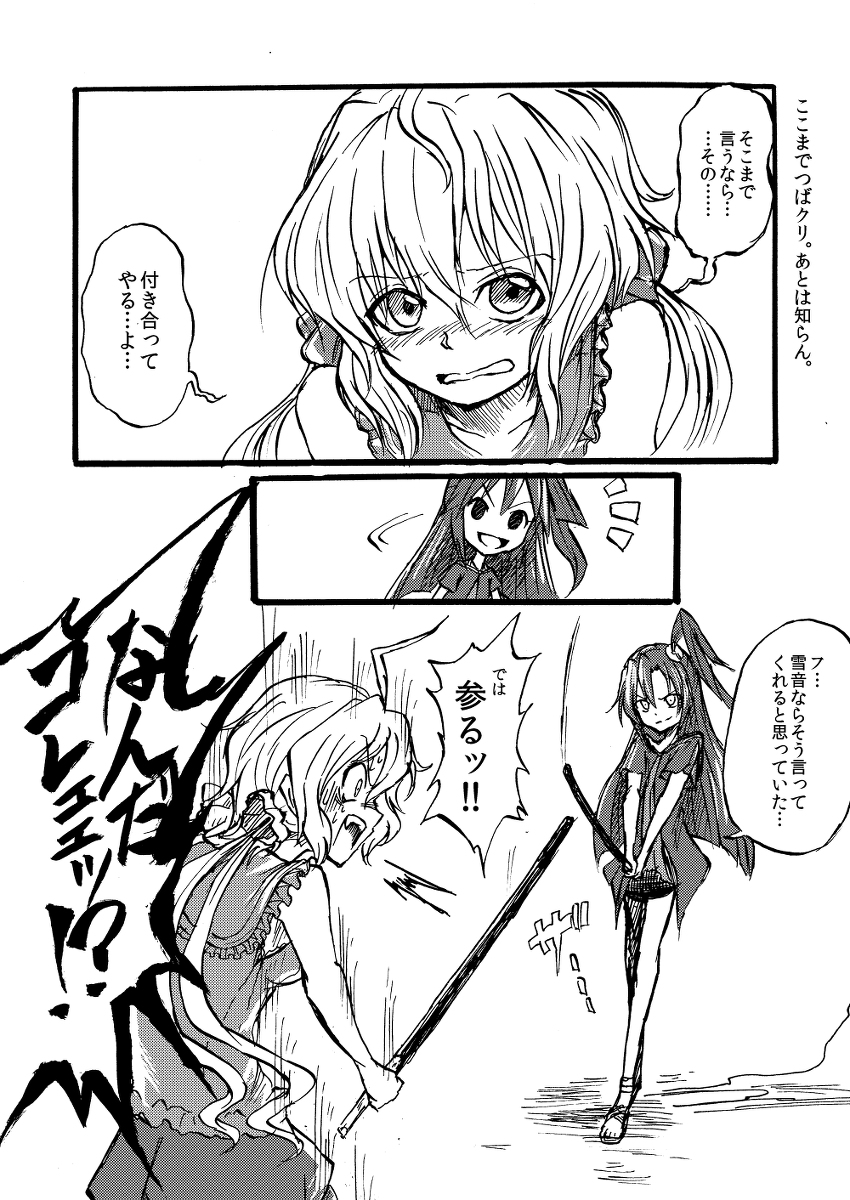 ここまでつばクリ。あとは知らん。
そこまで
言うなら…
…その……
付き合って
やる…よ…
フ…
雪音ならそう言って
くれると思っていた…
では
参るッ!!
ザ…
なんだ
コレェェッ!?